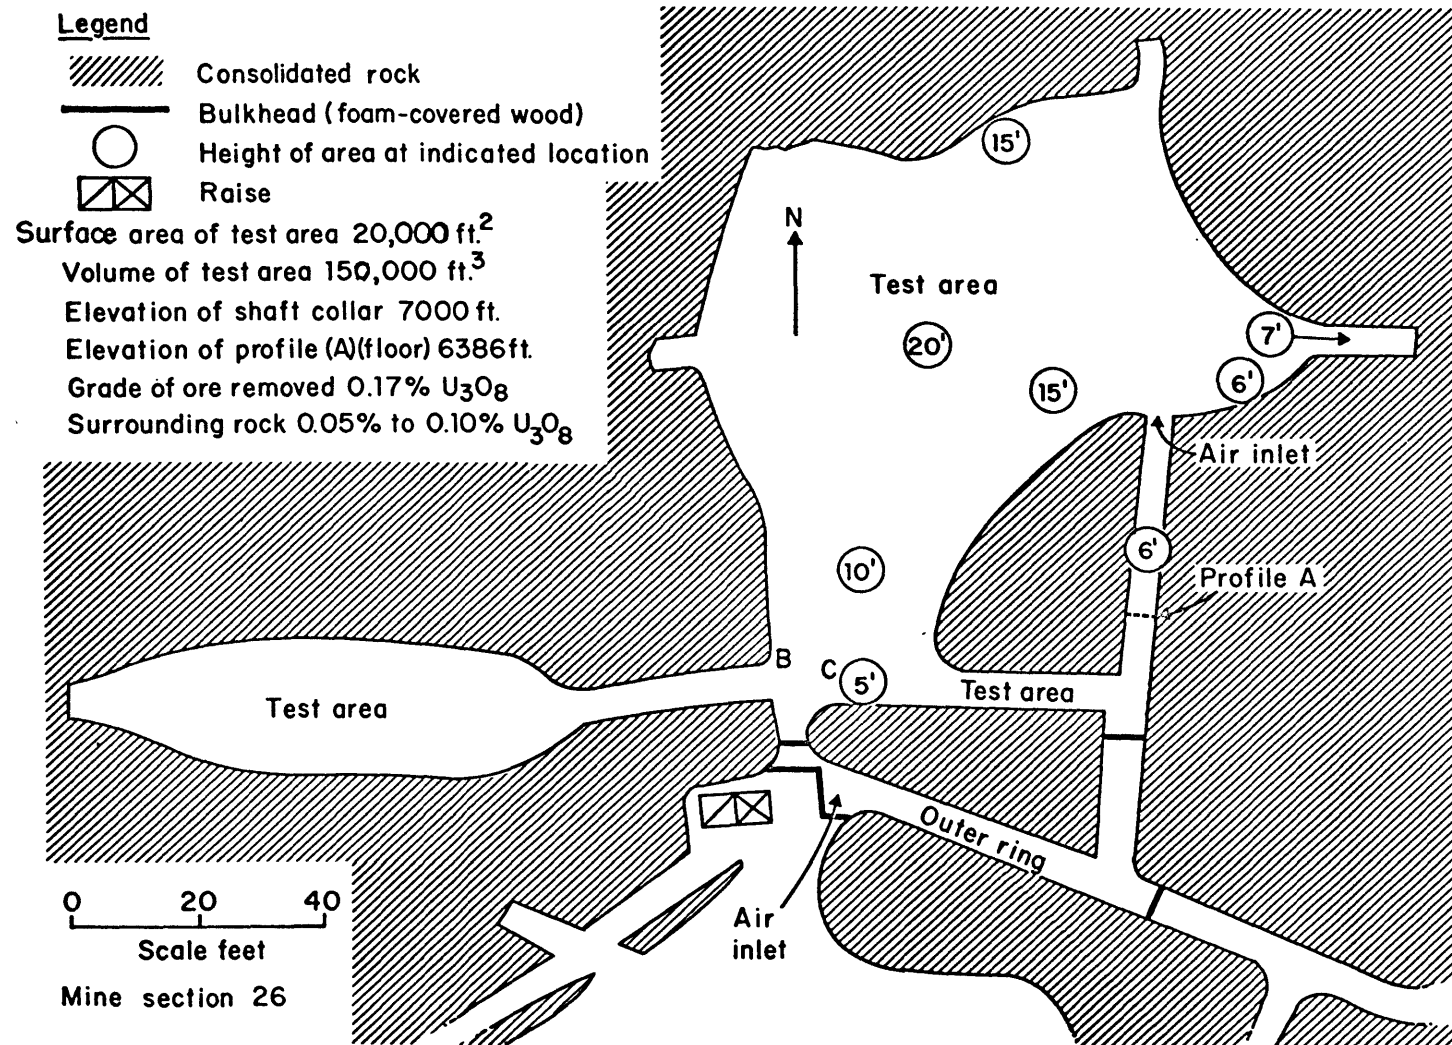 Legend
Consolidated rock
Bulkhead (foam-covered wood)
Height of area at indicated location
Raise
Surface area of test area 20,000 ft.²
Volume of test area 150,000 ft.³
Elevation of shaft collar 7000 ft.
Elevation of profile (A)(floor) 6386 ft.
Grade of ore removed 0.17% U₃O₈
Surrounding rock 0.05% to 0.10% U₃O₈
15'
N
Test area
20'
7'
15'
6'
Air inlet
6'
10'
Profile A
B
C
5'
Test area
Test area
Outer ring
Air
inlet
0 20 40
Scale feet
Mine section 26